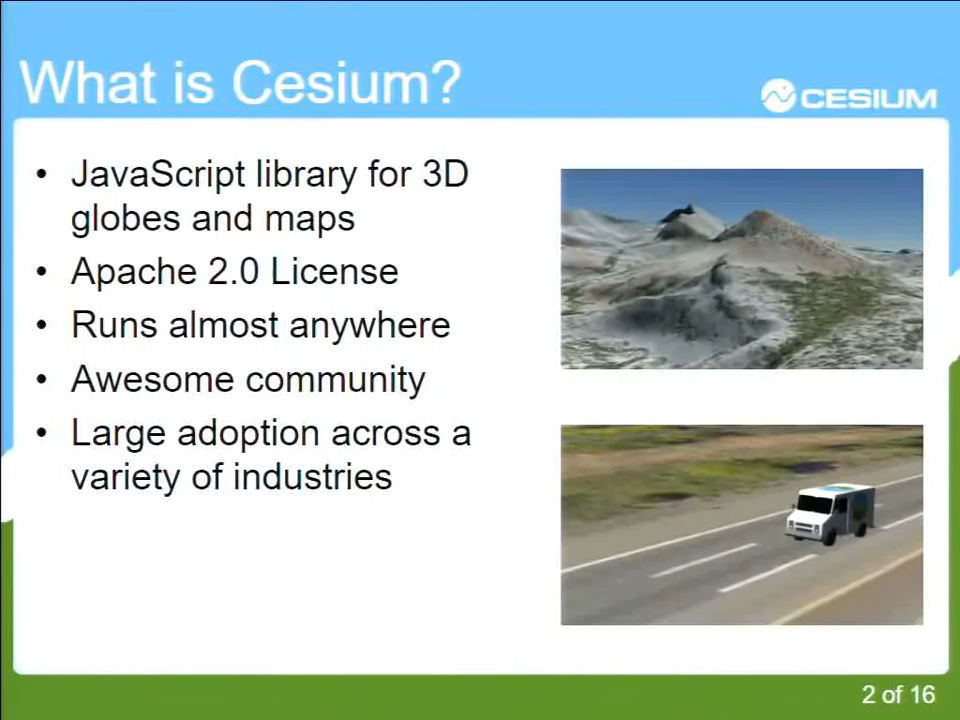 What is Cesium?
CESIUM
• JavaScript library for 3D
globes and maps
• Apache 2.0 License
• Runs almost anywhere
• Awesome community
• Large adoption across a
variety of industries
2 of 16